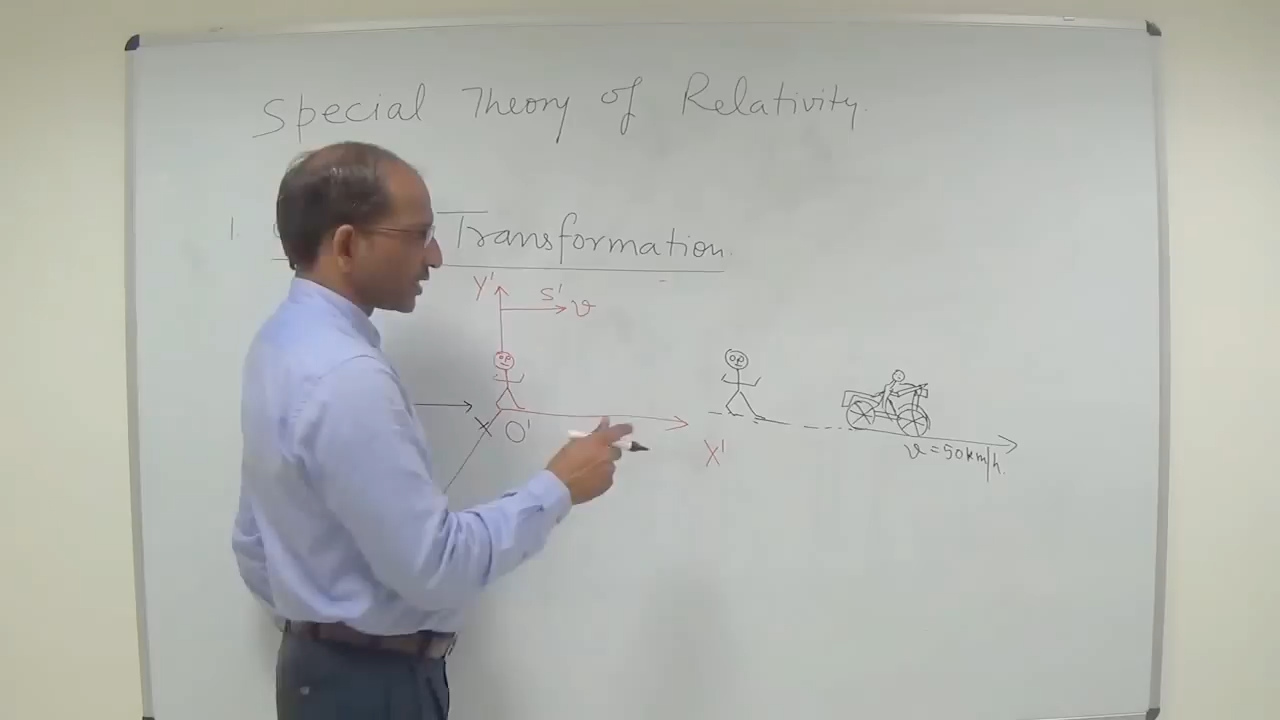 Special Theory of Relativity.
1. Transformation.
Y' S' v
O'
X' v = 50 km/h.